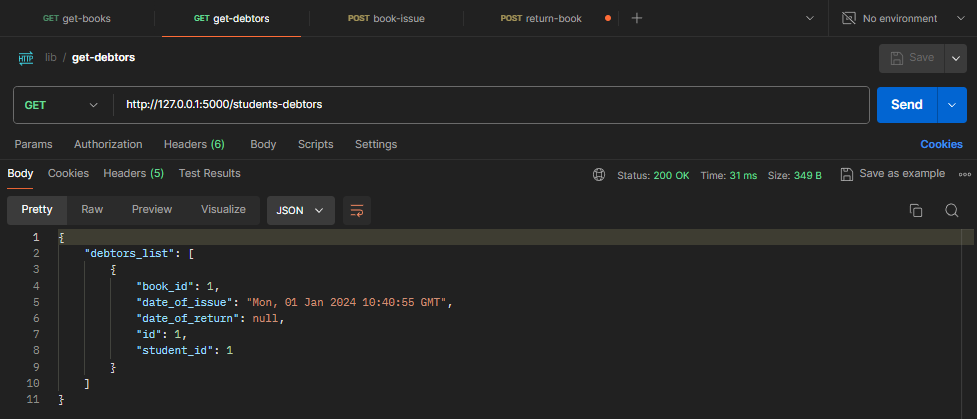 GET get-books GET get-debtors POST book-issue POST return-book No environment
HTTP lib / get-debtors Save
GET http://127.0.0.1:5000/students-debtors Send
Params Authorization Headers (6) Body Scripts Settings Cookies
Body Cookies Headers (5) Test Results Status: 200 OK Time: 31 ms Size: 349 B Save as example
Pretty Raw Preview Visualize JSON
1 {
2 "debtors_list": [
3 {
4 "book_id": 1,
5 "date_of_issue": "Mon, 01 Jan 2024 10:40:55 GMT",
6 "date_of_return": null,
7 "id": 1,
8 "student_id": 1
9 }
10 ]
11 }